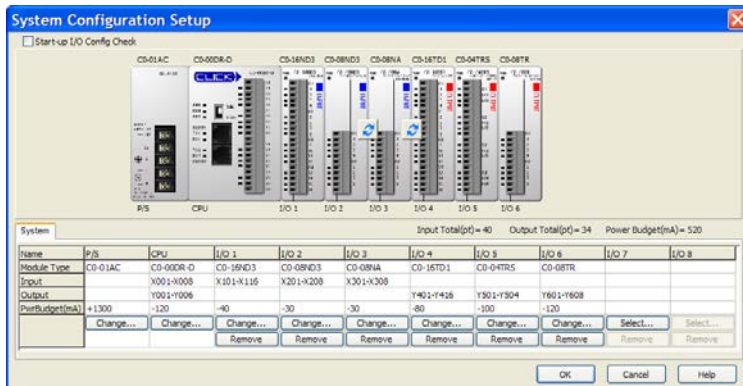 System Configuration Setup
Start-up I/O Config Check
C0-01AC C0-00DR-D C0-16ND3 C0-08ND3 C0-08NA C0-16TD1 C0-04TRS C0-08TR
CLICK
P/S CPU I/O 1 I/O 2 I/O 3 I/O 4 I/O 5 I/O 6
System Input Total(pt)= 40 Output Total(pt)= 34 Power Budget(mA)= 520
Name P/S CPU I/O 1 I/O 2 I/O 3 I/O 4 I/O 5 I/O 6 I/O 7 I/O 8
Module Type C0-01AC C0-00DR-D C0-16ND3 C0-08ND3 C0-08NA C0-16TD1 C0-04TRS C0-08TR
Input X001-X008 X101-X116 X201-X208 X301-X308
Output Y001-Y006 Y401-Y416 Y501-Y504 Y601-Y608
PwrBudget(mA) +1300 -120 -40 -30 -30 -80 -100 -120
Change... Change... Change... Change... Change... Change... Change... Change... Select... Select...
Remove Remove Remove Remove Remove Remove Remove Remove
OK Cancel Help